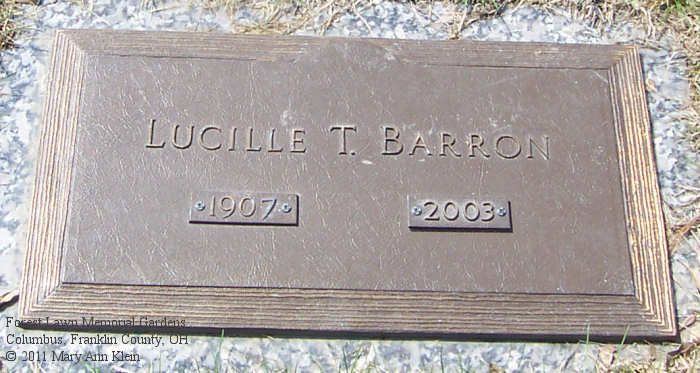 LUCILLE T. BARRON
1907 2003
Forest Lawn Memorial Gardens
Columbus, Franklin County, OH
© 2011 Mary Ann Klein